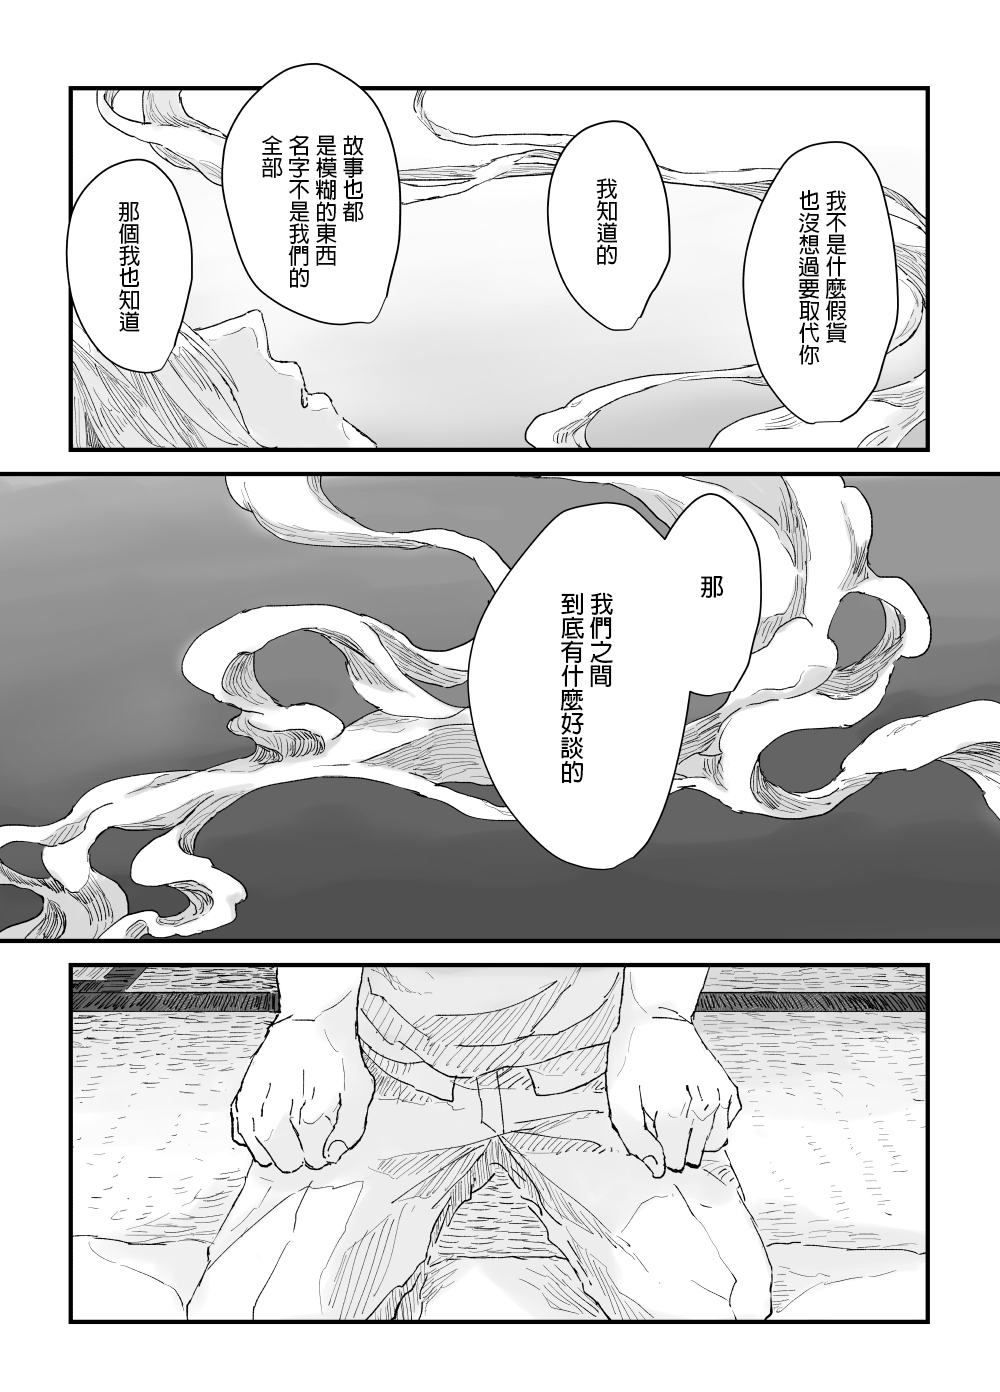 我不是什麼假貨
也沒想過要取代你
我知道的
故事也都
是模糊的東西
名字不是我們的
全部
那個我也知道
那
我們之間
到底有什麼好談的